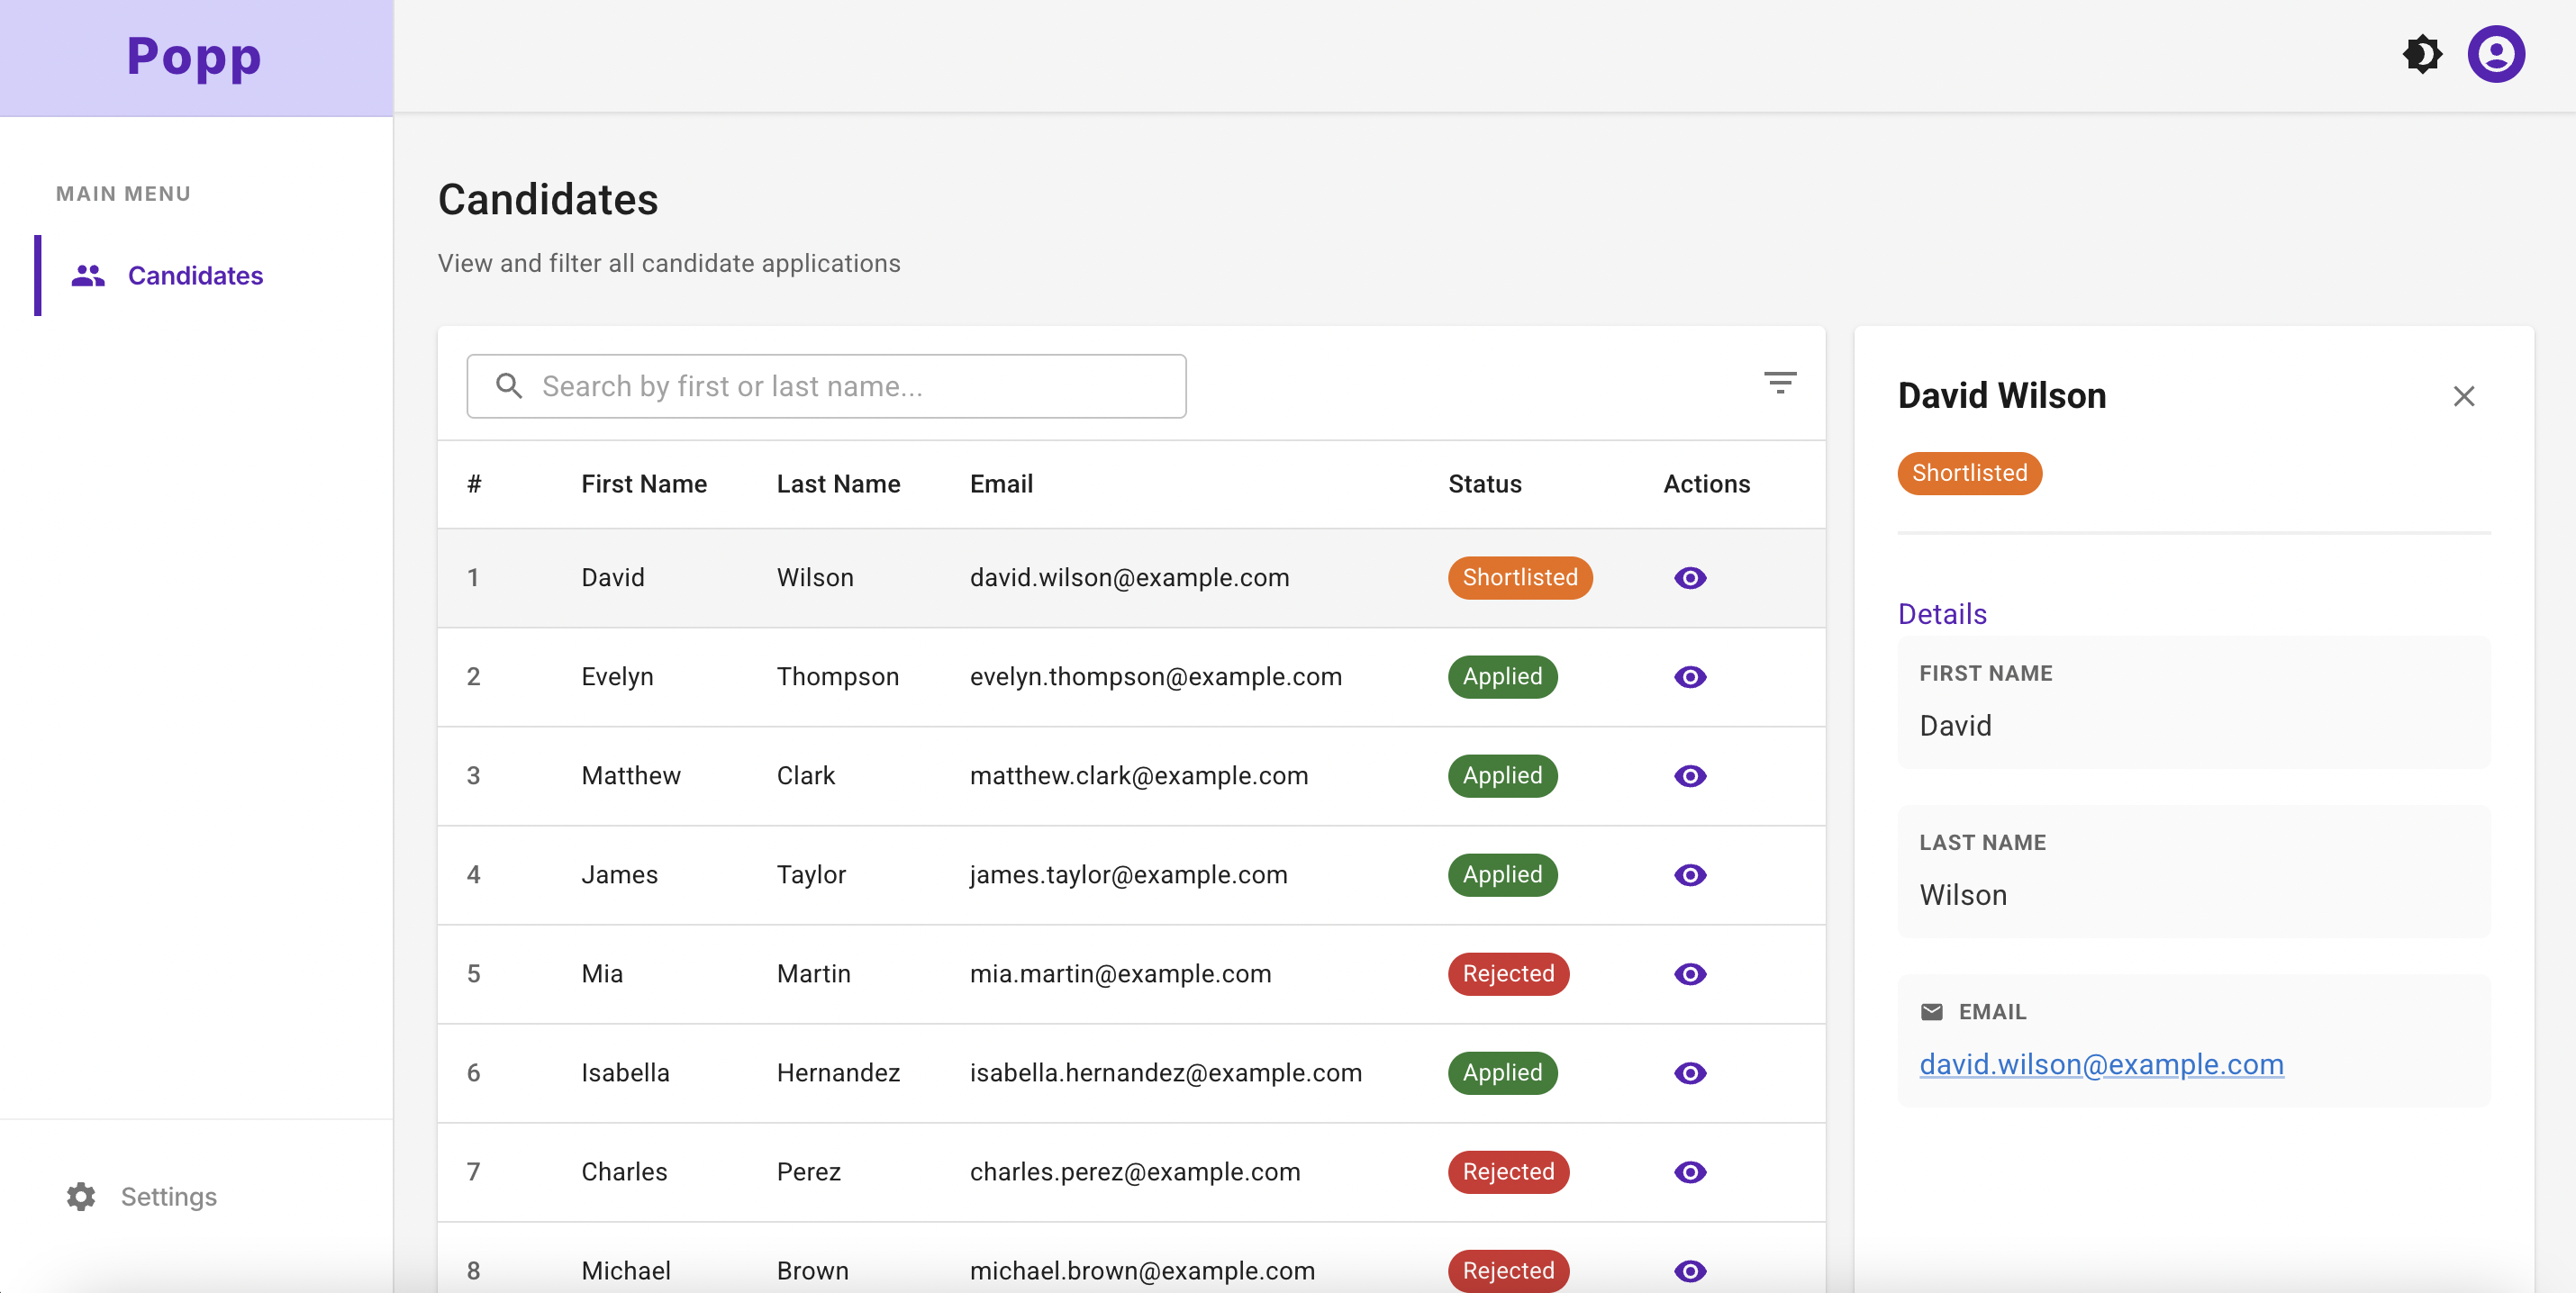 Popp
MAIN MENU
Candidates
Settings
Candidates
View and filter all candidate applications
Search by first or last name...
# First Name Last Name Email Status Actions
1 David Wilson david.wilson@example.com Shortlisted
2 Evelyn Thompson evelyn.thompson@example.com Applied
3 Matthew Clark matthew.clark@example.com Applied
4 James Taylor james.taylor@example.com Applied
5 Mia Martin mia.martin@example.com Rejected
6 Isabella Hernandez isabella.hernandez@example.com Applied
7 Charles Perez charles.perez@example.com Rejected
8 Michael Brown michael.brown@example.com Rejected
David Wilson
Shortlisted
Details
FIRST NAME
David
LAST NAME
Wilson
EMAIL
david.wilson@example.com